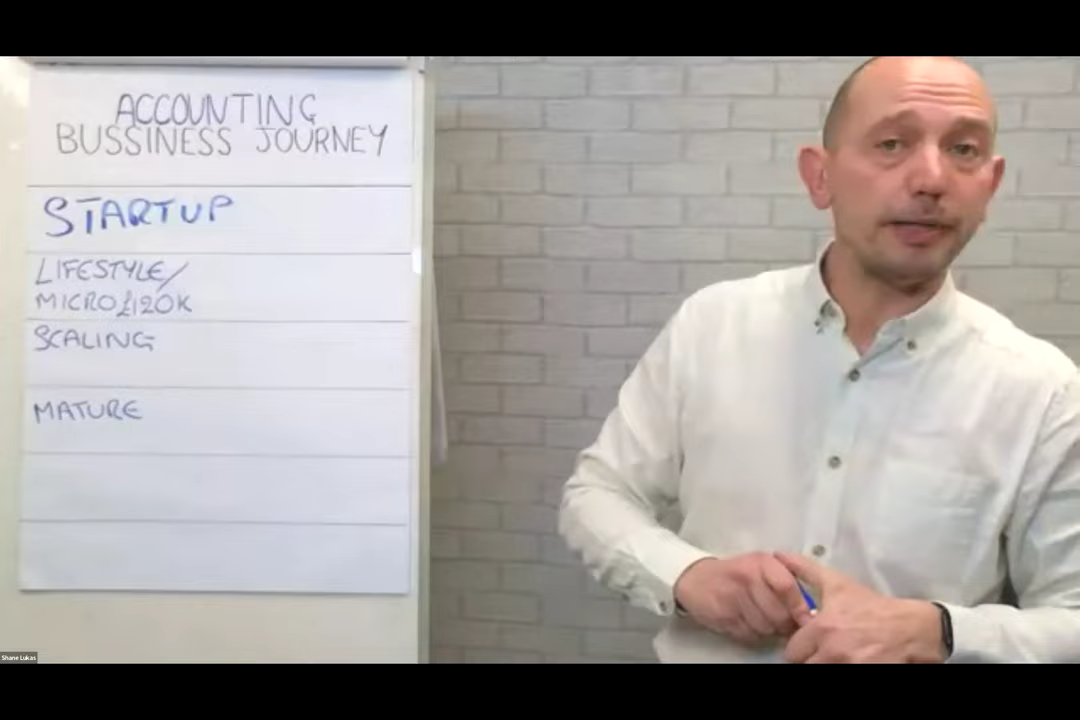 ACCOUNTING
BUSSINESS JOURNEY
STARTUP
LIFESTYLE/
MICRO £120K
SCALING
MATURE
Shane Lukas